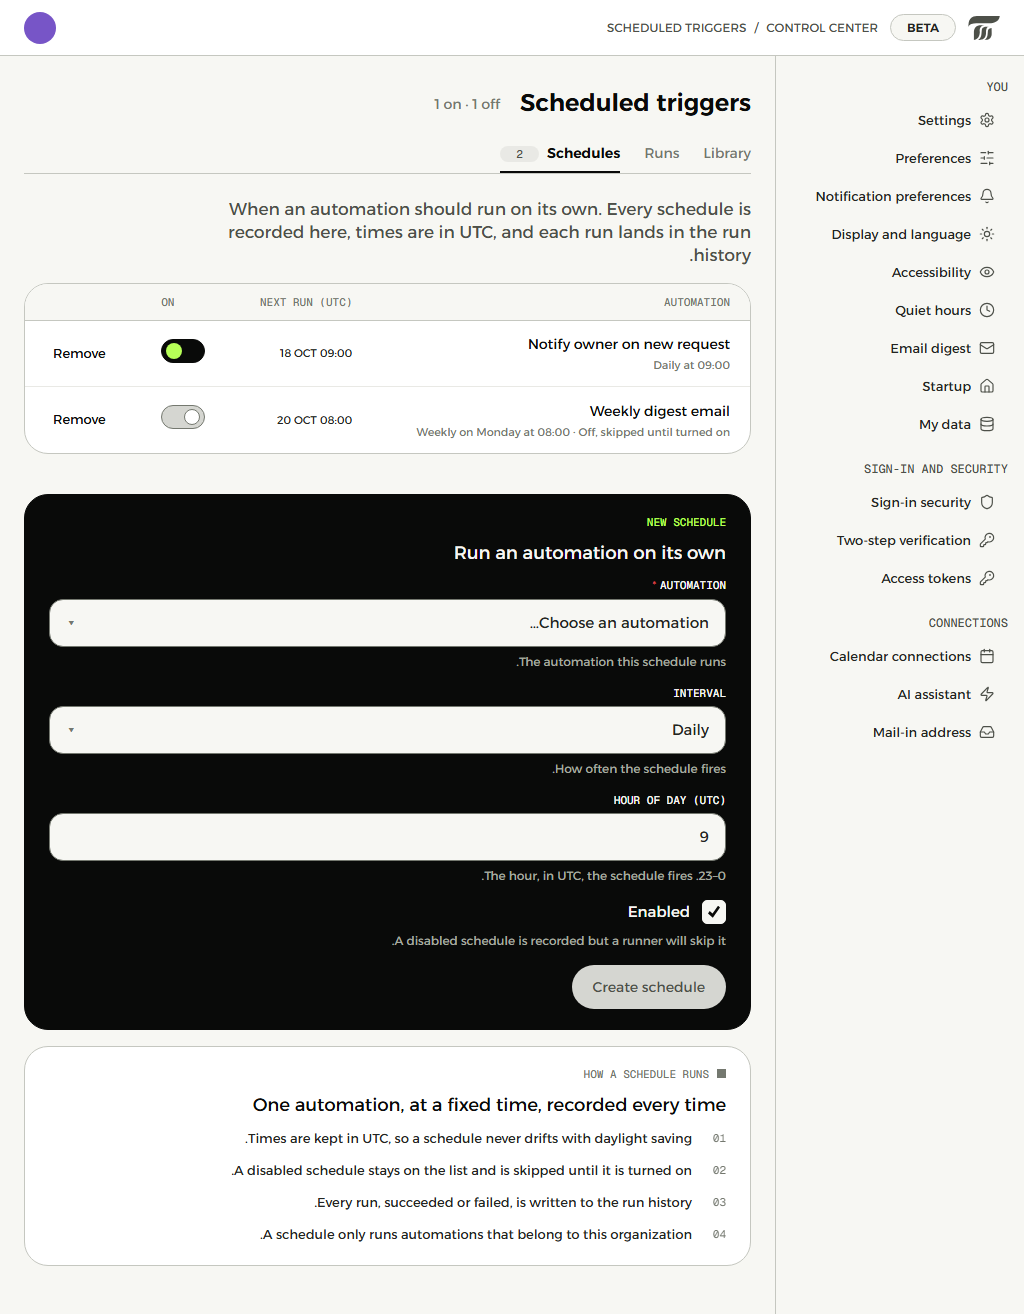 BETA
CONTROL CENTER / SCHEDULED TRIGGERS
YOU
Settings
Preferences
Notification preferences
Display and language
Accessibility
Quiet hours
Email digest
Startup
My data
SIGN-IN AND SECURITY
Sign-in security
Two-step verification
Access tokens
CONNECTIONS
Calendar connections
AI assistant
Mail-in address
Scheduled triggers
1 on · 1 off
Library
Runs
Schedules 2
When an automation should run on its own. Every schedule is
recorded here, times are in UTC, and each run lands in the run
history.
AUTOMATION NEXT RUN (UTC) ON
Notify owner on new request
Daily at 09:00
18 OCT 09:00
Remove
Weekly digest email
Weekly on Monday at 08:00 · Off, skipped until turned on
20 OCT 08:00
Remove
NEW SCHEDULE
Run an automation on its own
AUTOMATION *
Choose an automation…
The automation this schedule runs.
INTERVAL
Daily
How often the schedule fires.
HOUR OF DAY (UTC)
9
The hour, in UTC, the schedule fires. 0–23.
Enabled
A disabled schedule is recorded but a runner will skip it.
Create schedule
HOW A SCHEDULE RUNS
One automation, at a fixed time, recorded every time
01 Times are kept in UTC, so a schedule never drifts with daylight saving.
02 A disabled schedule stays on the list and is skipped until it is turned on.
03 Every run, succeeded or failed, is written to the run history.
04 A schedule only runs automations that belong to this organization.